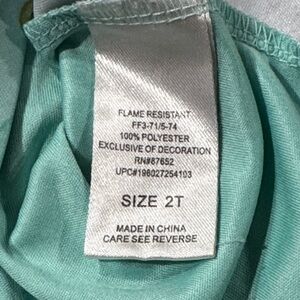 FLAME RESISTANT
FF3-71/5-74
100% POLYESTER
EXCLUSIVE OF DECORATION
RN#87652
UPC#196027254103
SIZE 2T
MADE IN CHINA
CARE SEE REVERSE